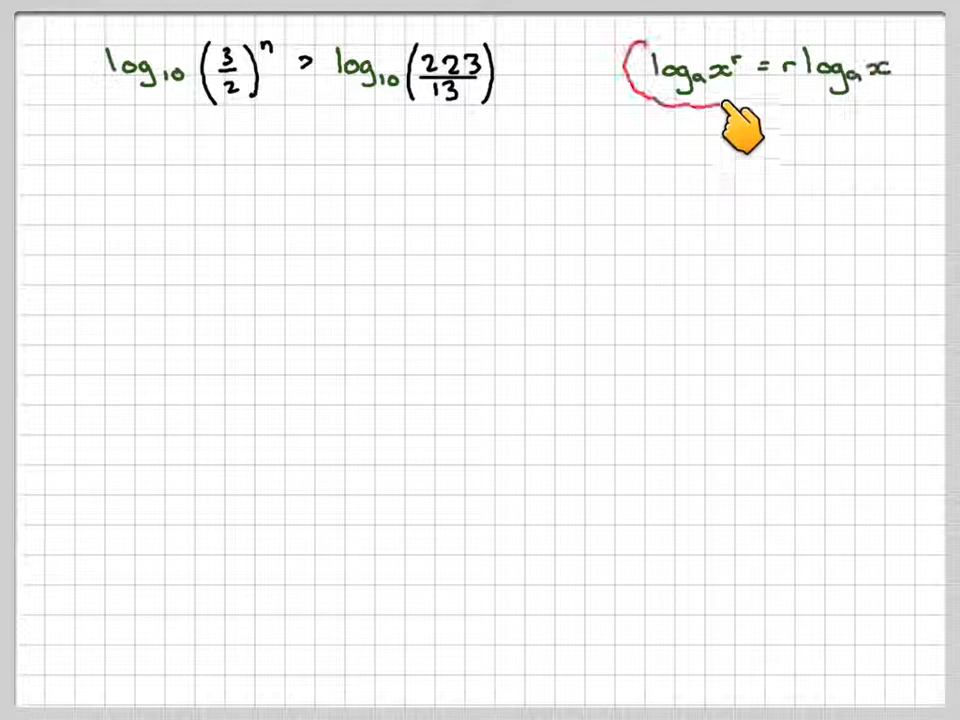 log₁₀ (3/2)ⁿ > log₁₀ (223/13)
logₐ xʳ = r logₐ x